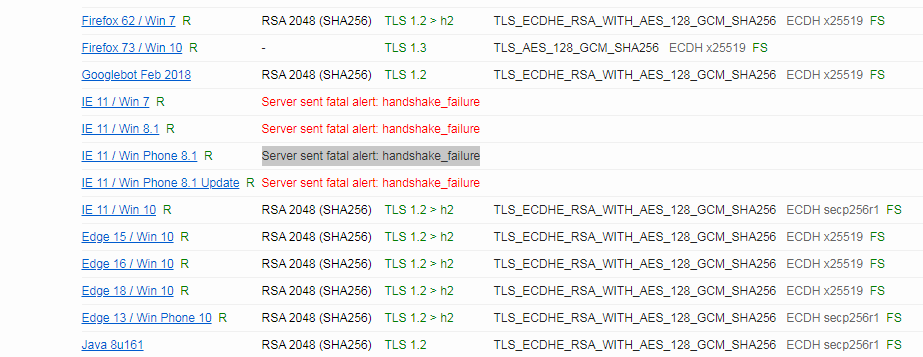 Firefox 62 / Win 7 R RSA 2048 (SHA256) TLS 1.2 > h2 TLS_ECDHE_RSA_WITH_AES_128_GCM_SHA256 ECDH x25519 FS
Firefox 73 / Win 10 R - TLS 1.3 TLS_AES_128_GCM_SHA256 ECDH x25519 FS
Googlebot Feb 2018 RSA 2048 (SHA256) TLS 1.2 TLS_ECDHE_RSA_WITH_AES_128_GCM_SHA256 ECDH x25519 FS
IE 11 / Win 7 R Server sent fatal alert: handshake_failure
IE 11 / Win 8.1 R Server sent fatal alert: handshake_failure
IE 11 / Win Phone 8.1 R Server sent fatal alert: handshake_failure
IE 11 / Win Phone 8.1 Update R Server sent fatal alert: handshake_failure
IE 11 / Win 10 R RSA 2048 (SHA256) TLS 1.2 > h2 TLS_ECDHE_RSA_WITH_AES_128_GCM_SHA256 ECDH secp256r1 FS
Edge 15 / Win 10 R RSA 2048 (SHA256) TLS 1.2 > h2 TLS_ECDHE_RSA_WITH_AES_128_GCM_SHA256 ECDH x25519 FS
Edge 16 / Win 10 R RSA 2048 (SHA256) TLS 1.2 > h2 TLS_ECDHE_RSA_WITH_AES_128_GCM_SHA256 ECDH x25519 FS
Edge 18 / Win 10 R RSA 2048 (SHA256) TLS 1.2 > h2 TLS_ECDHE_RSA_WITH_AES_128_GCM_SHA256 ECDH x25519 FS
Edge 13 / Win Phone 10 R RSA 2048 (SHA256) TLS 1.2 > h2 TLS_ECDHE_RSA_WITH_AES_128_GCM_SHA256 ECDH secp256r1 FS
Java 8u161 RSA 2048 (SHA256) TLS 1.2 TLS_ECDHE_RSA_WITH_AES_128_GCM_SHA256 ECDH secp256r1 FS